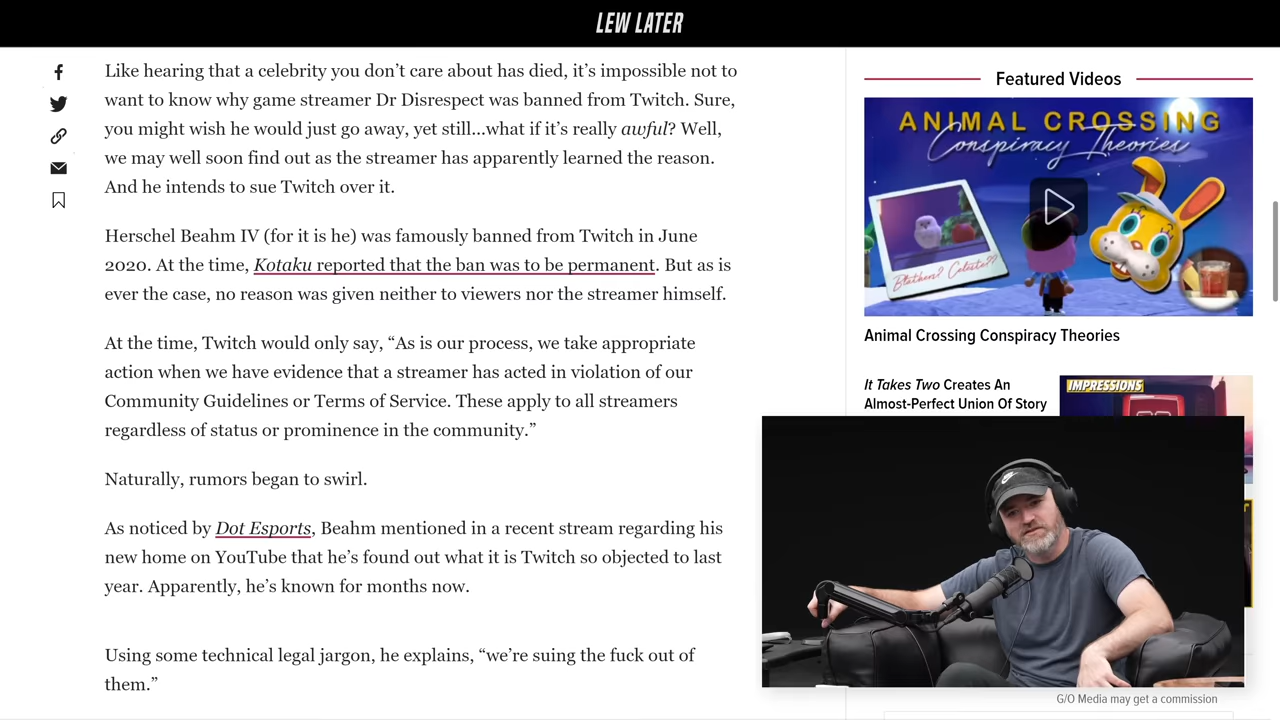 LEW LATER
Like hearing that a celebrity you don’t care about has died, it’s impossible not to
want to know why game streamer Dr Disrespect was banned from Twitch. Sure,
you might wish he would just go away, yet still...what if it’s really awful? Well,
we may well soon find out as the streamer has apparently learned the reason.
And he intends to sue Twitch over it.
Herschel Beahm IV (for it is he) was famously banned from Twitch in June
2020. At the time, Kotaku reported that the ban was to be permanent. But as is
ever the case, no reason was given neither to viewers nor the streamer himself.
At the time, Twitch would only say, “As is our process, we take appropriate
action when we have evidence that a streamer has acted in violation of our
Community Guidelines or Terms of Service. These apply to all streamers
regardless of status or prominence in the community.”
Naturally, rumors began to swirl.
As noticed by Dot Esports, Beahm mentioned in a recent stream regarding his
new home on YouTube that he’s found out what it is Twitch so objected to last
year. Apparently, he’s known for months now.
Using some technical legal jargon, he explains, “we’re suing the fuck out of
them.”
Featured Videos
ANIMAL CROSSING
Conspiracy Theories
Blathers? Celeste??
Animal Crossing Conspiracy Theories
It Takes Two Creates An
Almost-Perfect Union Of Story
IMPRESSIONS
G/O Media may get a commission